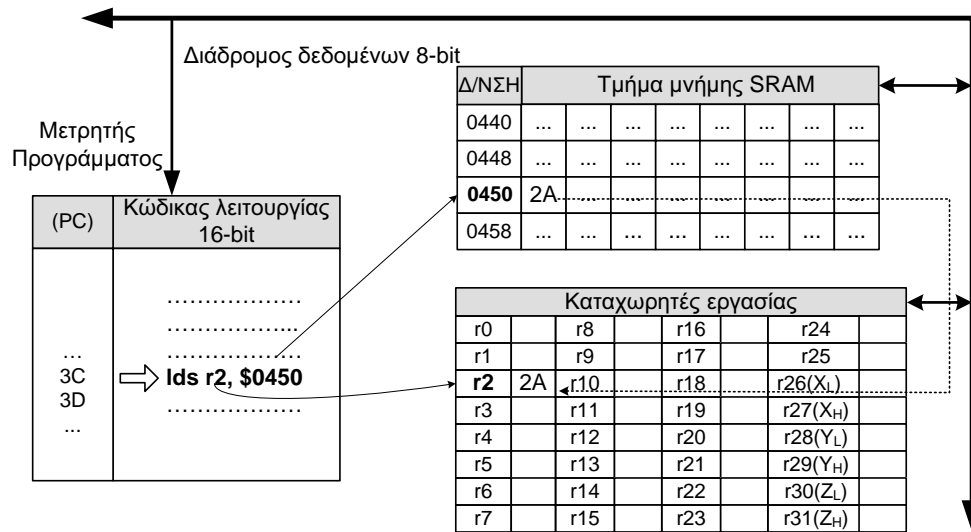 Διάδρομος δεδομένων 8-bit
Μετρητής
Προγράμματος
(PC) Κώδικας λειτουργίας
16-bit
………………
……………...
………………
...
3C lds r2, $0450
3D
………………
...
Δ/ΝΣΗ Τμήμα μνήμης SRAM
0440 ... ... ... ... ... ... ... ...
0448 ... ... ... ... ... ... ... ...
0450 2A ... ... ... ... ... ... ...
0458 ... ... ... ... ... ... ... ...
Καταχωρητές εργασίας
r0 r8 r16 r24
r1 r9 r17 r25
r2 2A r10 r18 r26(XL)
r3 r11 r19 r27(XH)
r4 r12 r20 r28(YL)
r5 r13 r21 r29(YH)
r6 r14 r22 r30(ZL)
r7 r15 r23 r31(ZH)